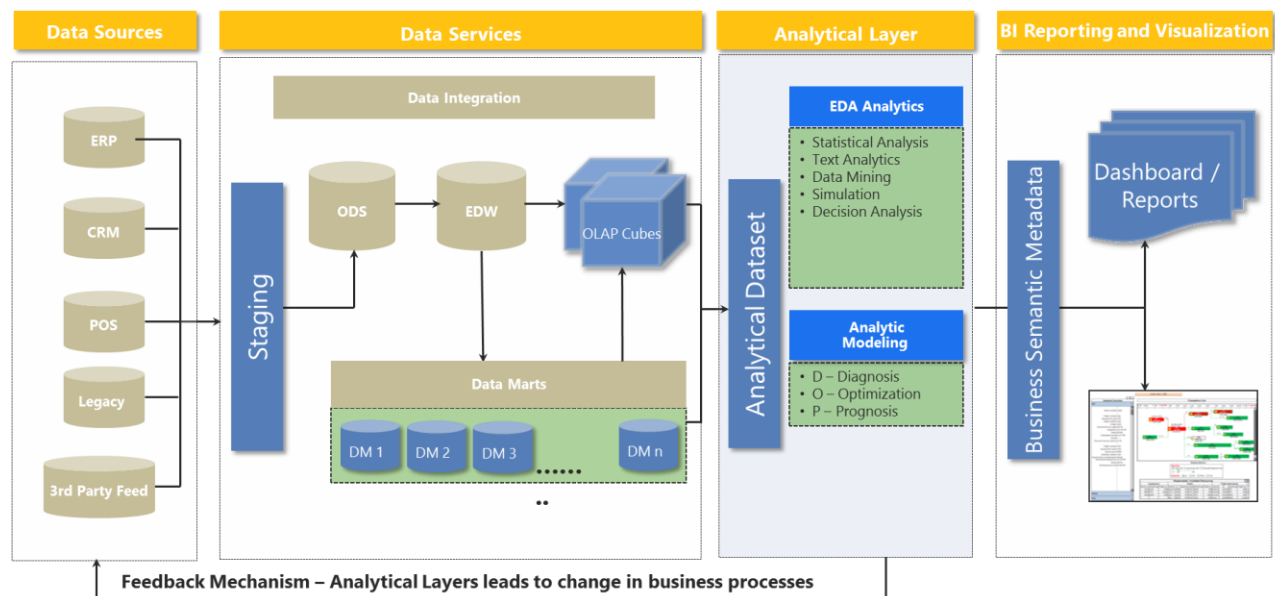 Data Sources
Data Services
Analytical Layer
BI Reporting and Visualization
ERP
CRM
POS
Legacy
3rd Party Feed
Data Integration
Staging
ODS
EDW
OLAP Cubes
Data Marts
DM 1
DM 2
DM 3
......
DM n
..
Analytical Dataset
EDA Analytics
• Statistical Analysis
• Text Analytics
• Data Mining
• Simulation
• Decision Analysis
Analytic
Modeling
• D – Diagnosis
• O – Optimization
• P – Prognosis
Business Semantic Metadata
Dashboard /
Reports
Feedback Mechanism – Analytical Layers leads to change in business processes